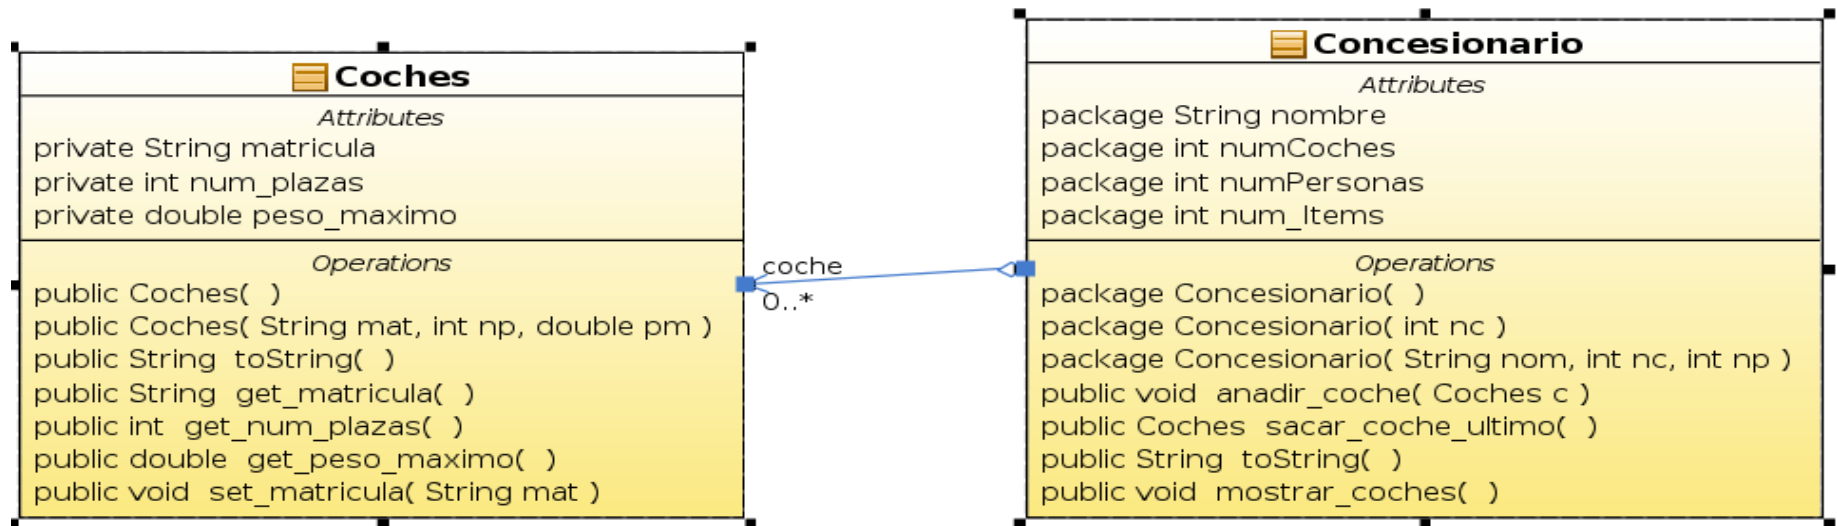 Coches
Attributes
private String matricula
private int num_plazas
private double peso_maximo
Operations
public Coches( )
public Coches( String mat, int np, double pm )
public String toString( )
public String get_matricula( )
public int get_num_plazas( )
public double get_peso_maximo( )
public void set_matricula( String mat )
coche
0..*
Concesionario
Attributes
package String nombre
package int numCoches
package int numPersonas
package int num_Items
Operations
package Concesionario( )
package Concesionario( int nc )
package Concesionario( String nom, int nc, int np )
public void anadir_coche( Coches c )
public Coches sacar_coche_ultimo( )
public String toString( )
public void mostrar_coches( )